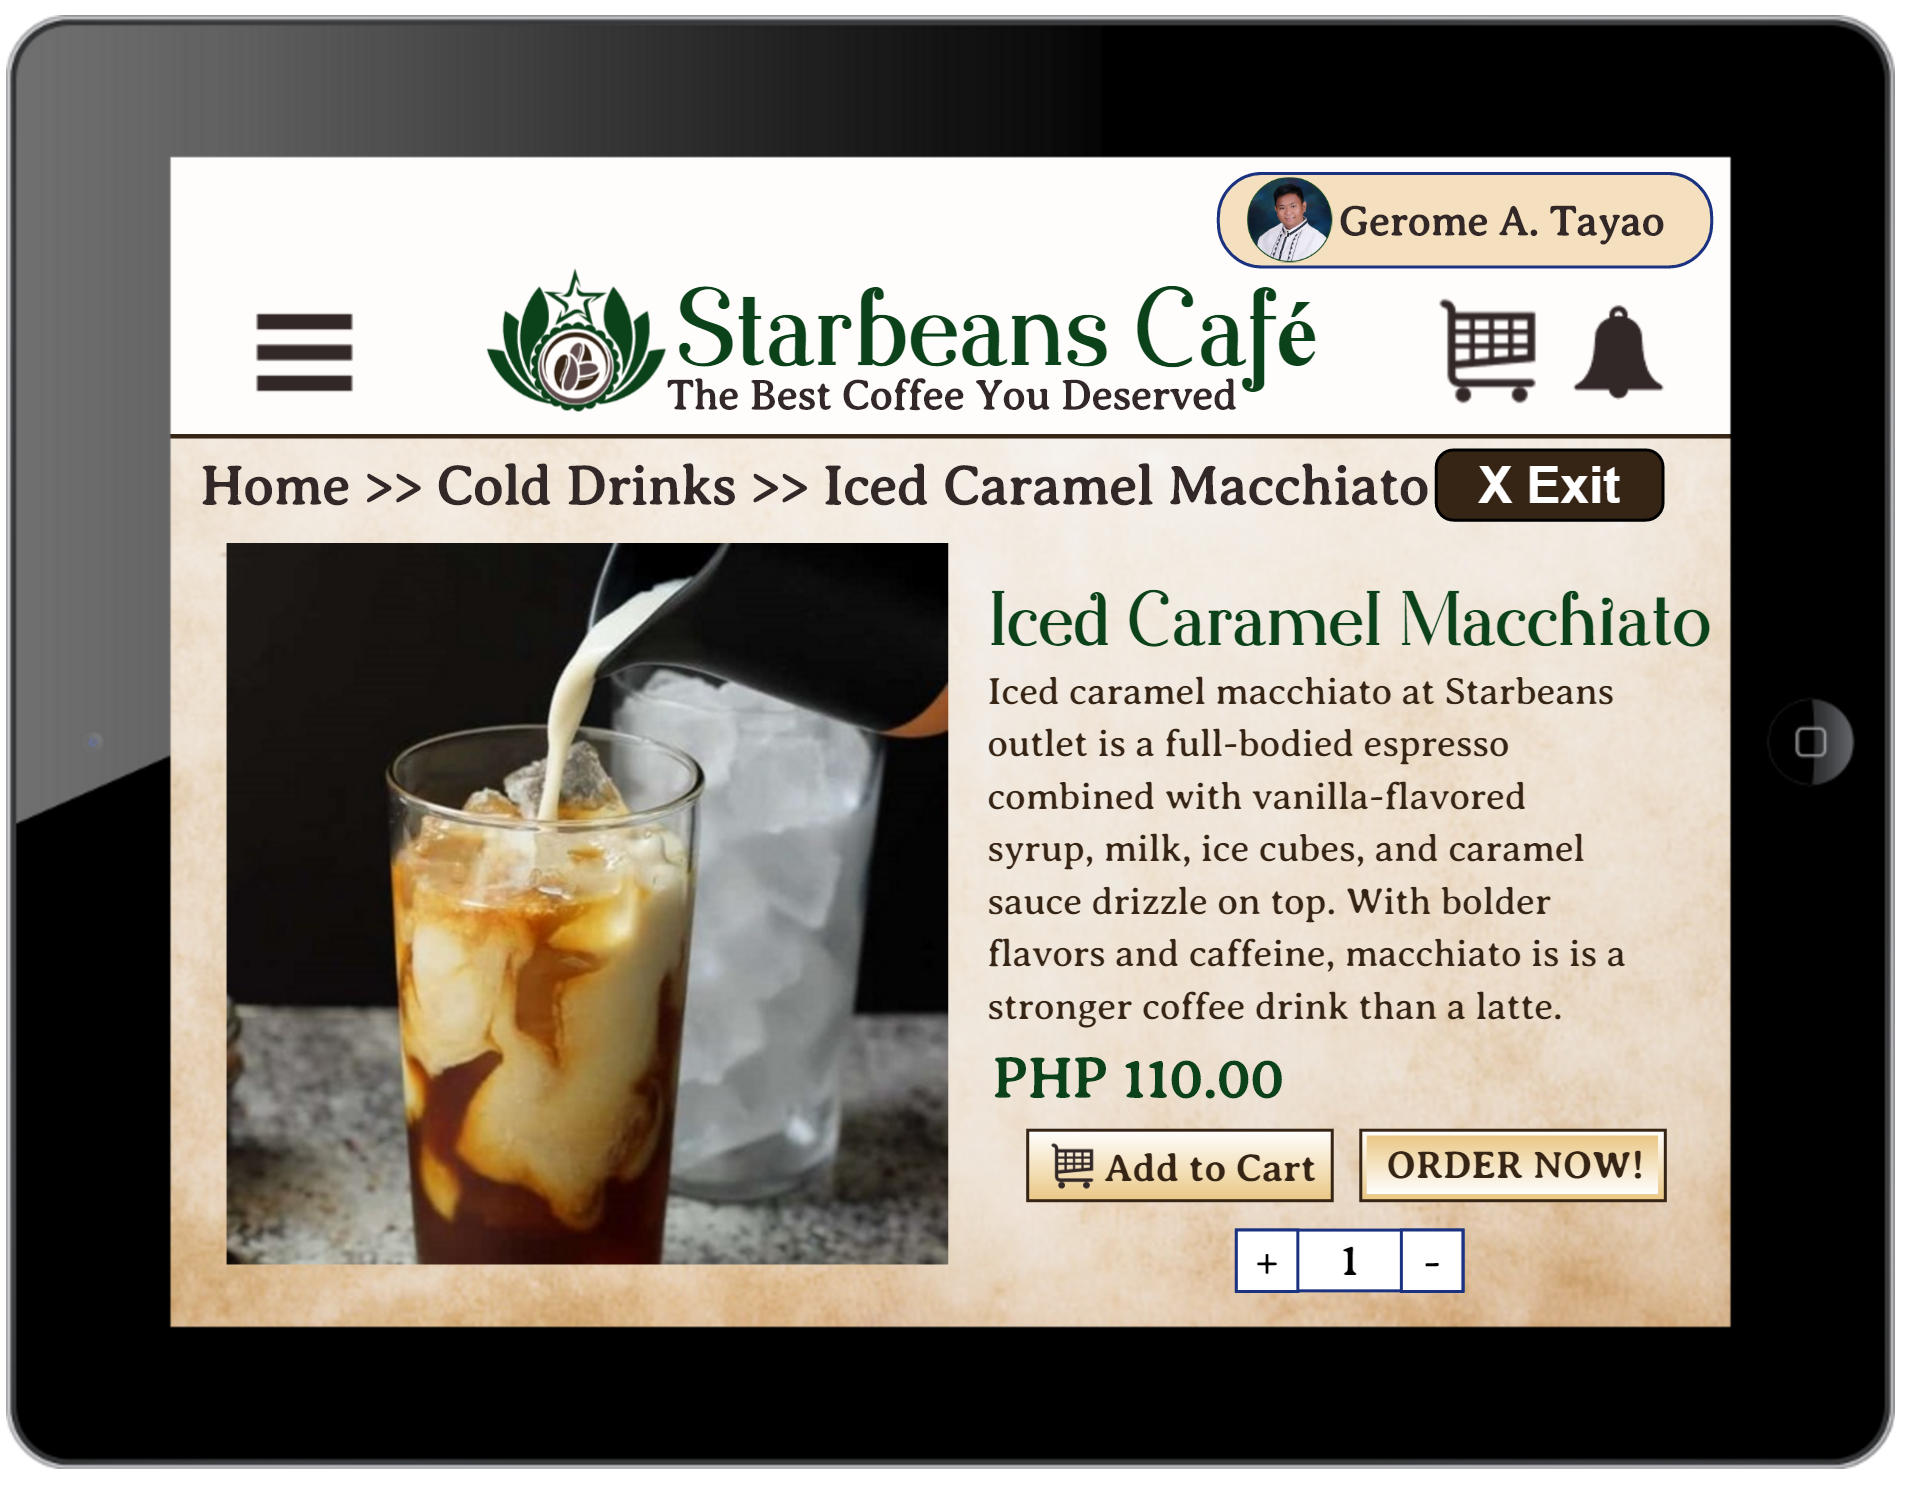 Gerome A. Tayao
Starbeans Café
The Best Coffee You Deserved
Home >> Cold Drinks >> Iced Caramel Macchiato
X Exit
Iced Caramel Macchiato
Iced caramel macchiato at Starbeans
outlet is a full-bodied espresso
combined with vanilla-flavored
syrup, milk, ice cubes, and caramel
sauce drizzle on top. With bolder
flavors and caffeine, macchiato is is a
stronger coffee drink than a latte.
PHP 110.00
Add to Cart
ORDER NOW!
+ 1 -